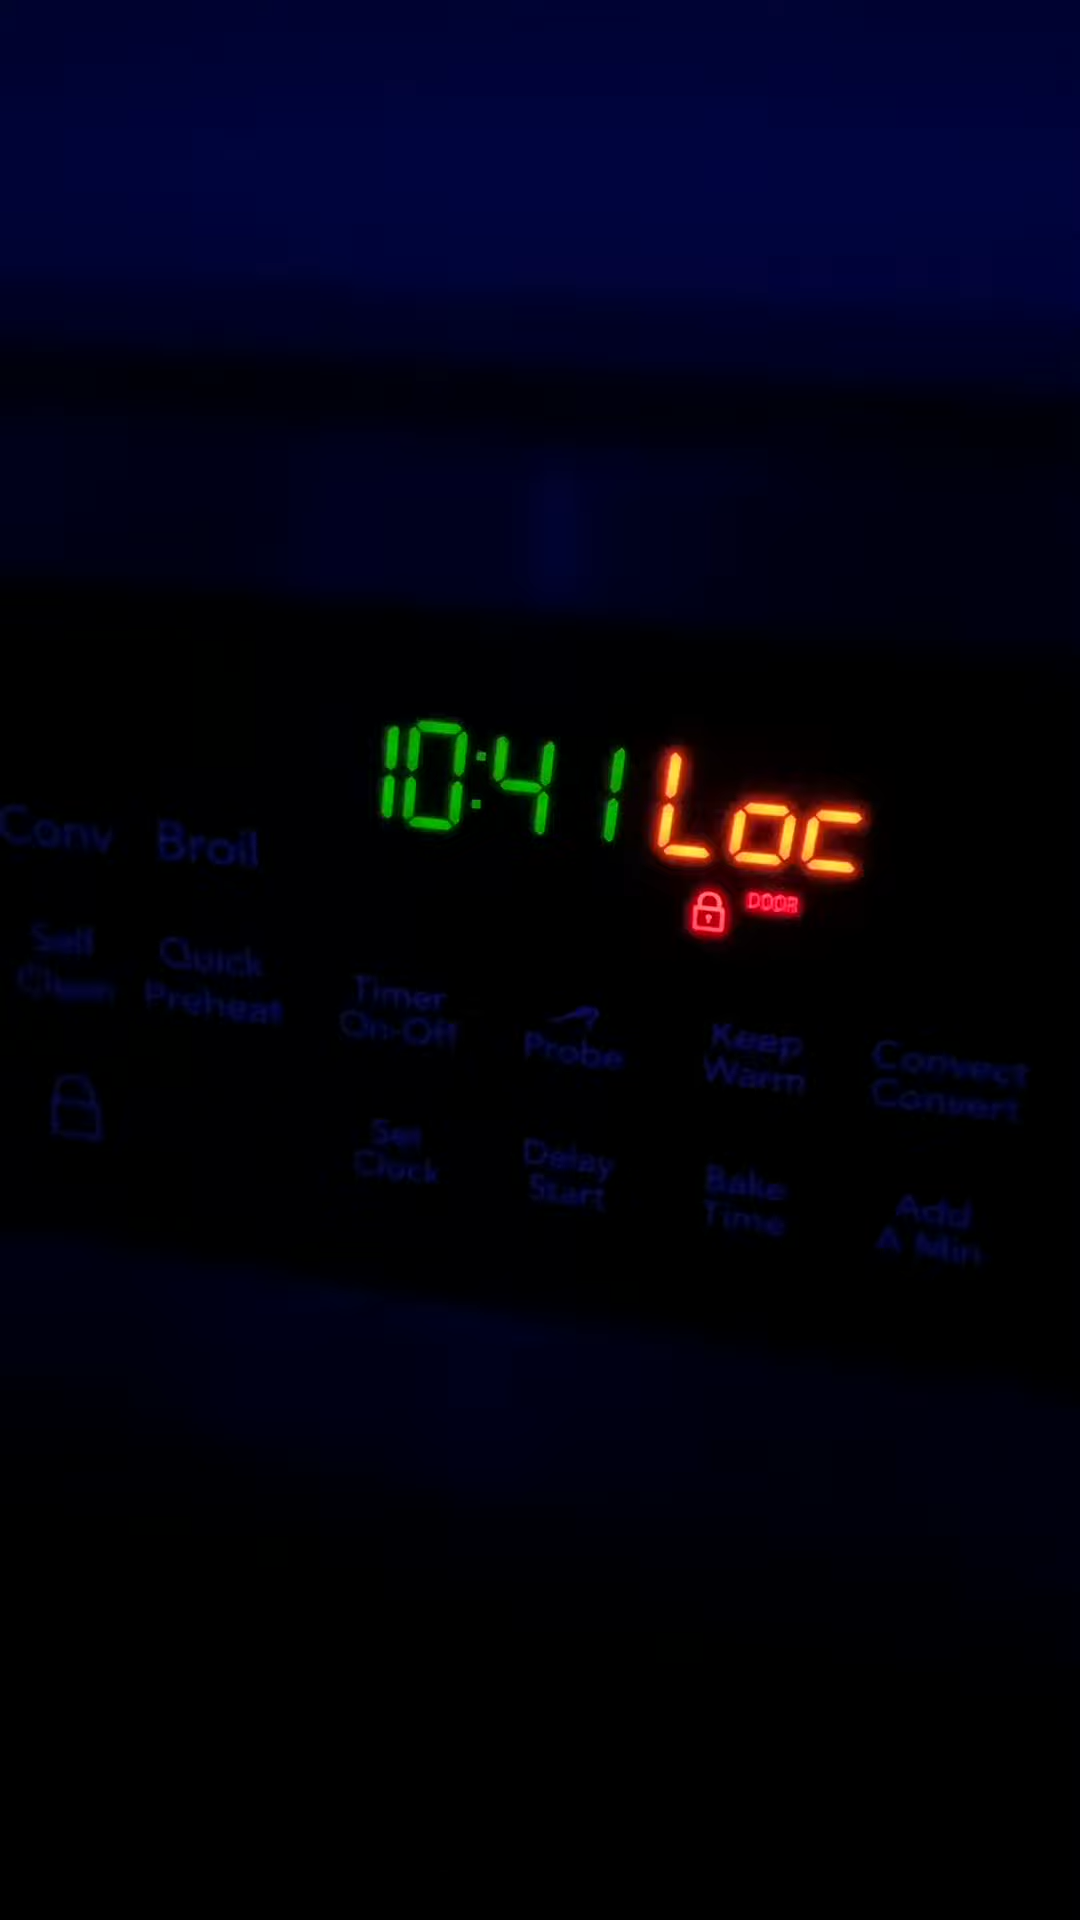 10:41 Loc
DOOR
Conv Broil
Self
Clean
Quick
Preheat
Timer
On-Off
Probe
Keep
Warm
Convect
Convert
Set
Clock
Delay
Start
Bake
Time
Add
A Min